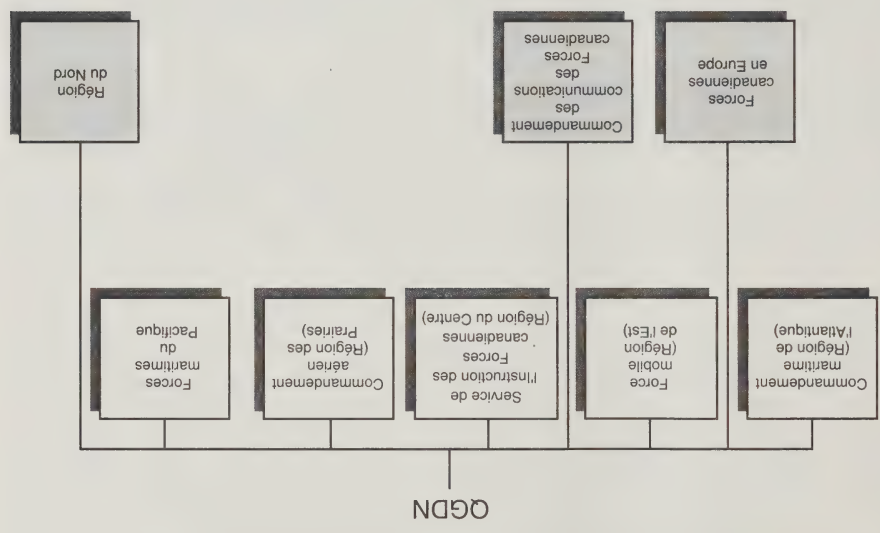 QGDN
Commandement
maritime
(Région de
l'Atlantique)
Force
mobile
(Région
de l'Est)
Service de
l'Instruction des
Forces
canadiennes
(Région du Centre)
Commandement
aérien
(Région des
Prairies)
Forces
maritimes
du
Pacifique
Forces
canadiennes
en Europe
Commandement
des
communications
des
Forces
canadiennes
Région
du Nord